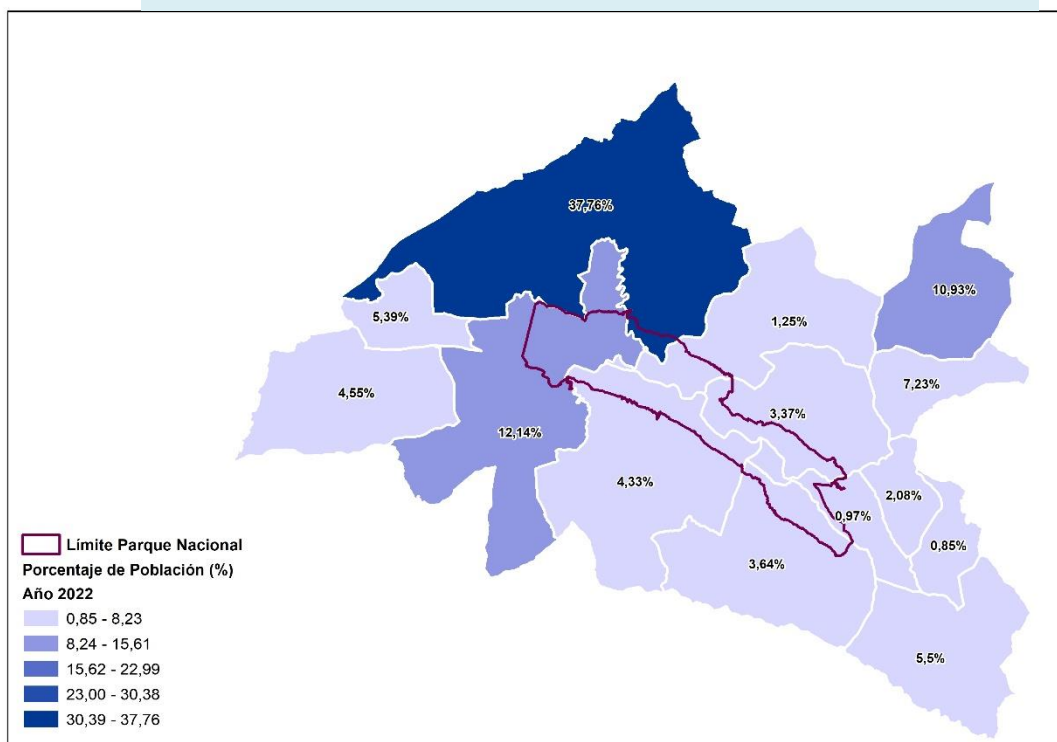 37,76%
10,93%
5,39%
1,25%
7,23%
4,55%
3,37%
12,14%
4,33%
2,08%
0,97%
0,85%
3,64%
5,5%
Límite Parque Nacional
Porcentaje de Población (%)
Año 2022
0,85 - 8,23
8,24 - 15,61
15,62 - 22,99
23,00 - 30,38
30,39 - 37,76